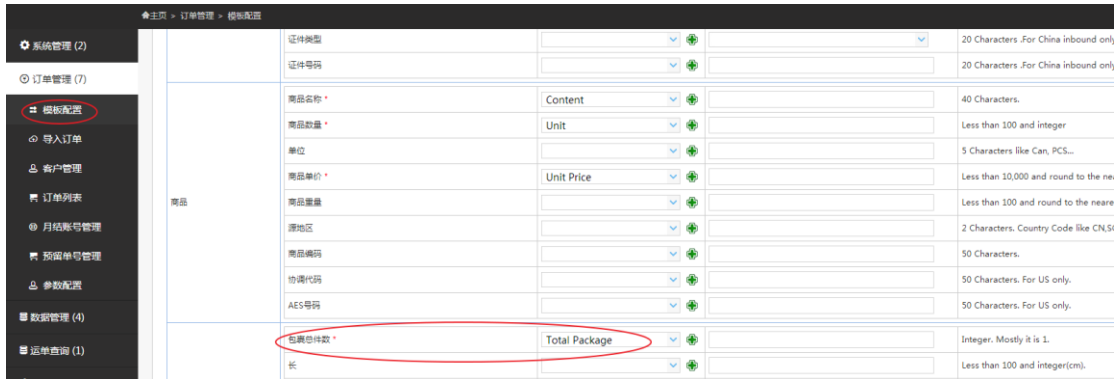 主页 > 订单管理 > 模板配置
系统管理 (2)
订单管理 (7)
模板配置
导入订单
客户管理
订单列表
月结账号管理
预留单号管理
参数配置
数据管理 (4)
运单查询 (1)
证件类型 20 Characters .For China inbound only
证件号码 20 Characters .For China inbound only
商品
商品名称 * Content 40 Characters.
商品数量 * Unit Less than 100 and integer
单位 5 Characters like Can, PCS...
商品单价 * Unit Price Less than 10,000 and round to the nea
商品重量 Less than 100 and round to the neare
源地区 2 Characters. Country Code like CN,SG
商品编码 50 Characters.
协调代码 50 Characters. For US only.
AES号码 50 Characters. For US only.
包裹总件数 * Total Package Integer. Mostly it is 1.
长 Less than 100 and integer(cm).